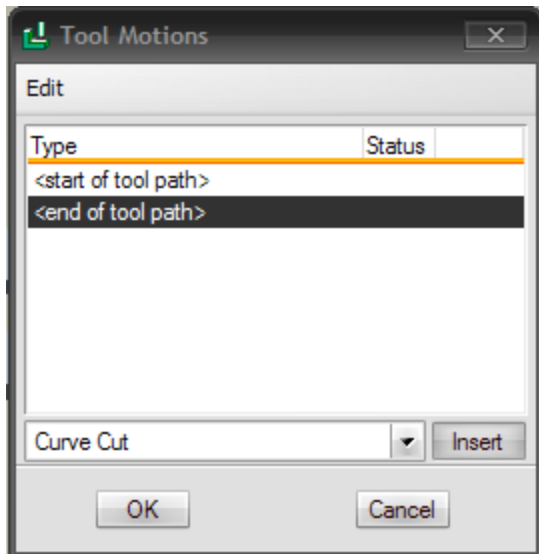 Tool Motions
Edit
Type Status
<start of tool path>
<end of tool path>
Curve Cut Insert
OK Cancel